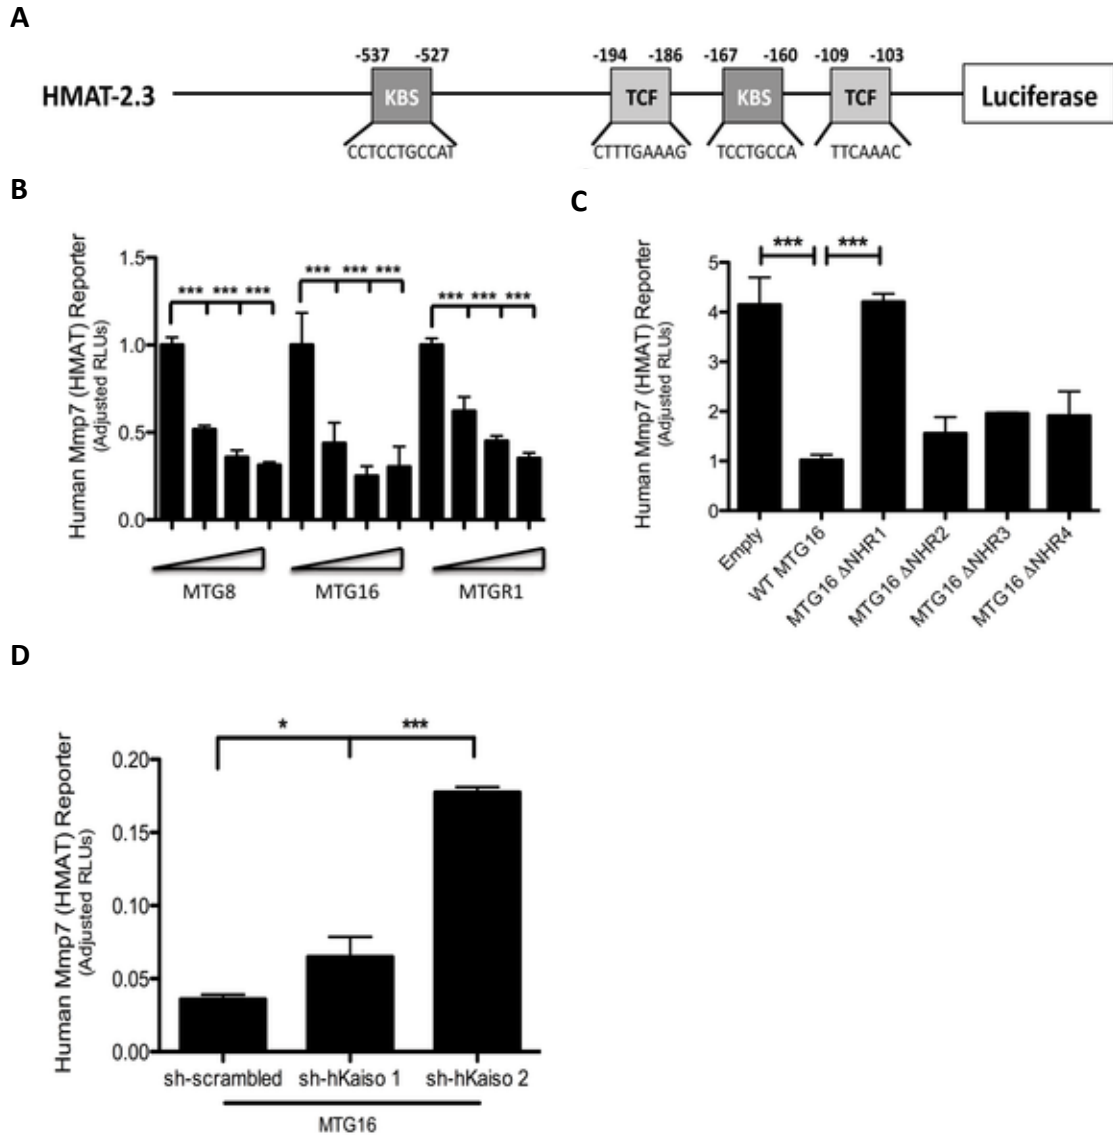 A
-537 -527 -194 -186 -167 -160 -109 -103
HMAT-2.3 KBS TCF KBS TCF Luciferase
CCTCCTGCCAT CTTTGAAAG TCCTGCCA TTCAAAC
B
Human Mmp7 (HMAT) Reporter
(Adjusted RLUs)
1.5
1.0
0.5
0.0
*** *** ***
*** *** ***
*** *** ***
MTG8 MTG16 MTGR1
C
Human Mmp7 (HMAT) Reporter
(Adjusted RLUs)
5
4
3
2
1
0
*** ***
Empty
WT MTG16
MTG16 ΔNHR1
MTG16 ΔNHR2
MTG16 ΔNHR3
MTG16 ΔNHR4
D
Human Mmp7 (HMAT) Reporter
(Adjusted RLUs)
0.20
0.15
0.10
0.05
0.00
* ***
sh-scrambled sh-hKaiso 1 sh-hKaiso 2
MTG16